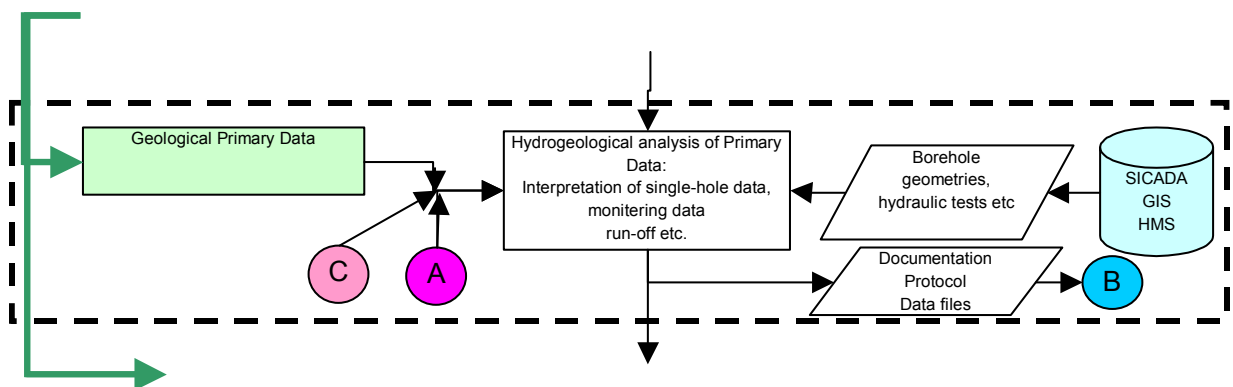 Geological Primary Data
Hydrogeological analysis of Primary
Data:
Interpretation of single-hole data,
monitering data
run-off etc.
Borehole
geometries,
hydraulic tests etc
SICADA
GIS
HMS
C
A
Documentation
Protocol
Data files
B